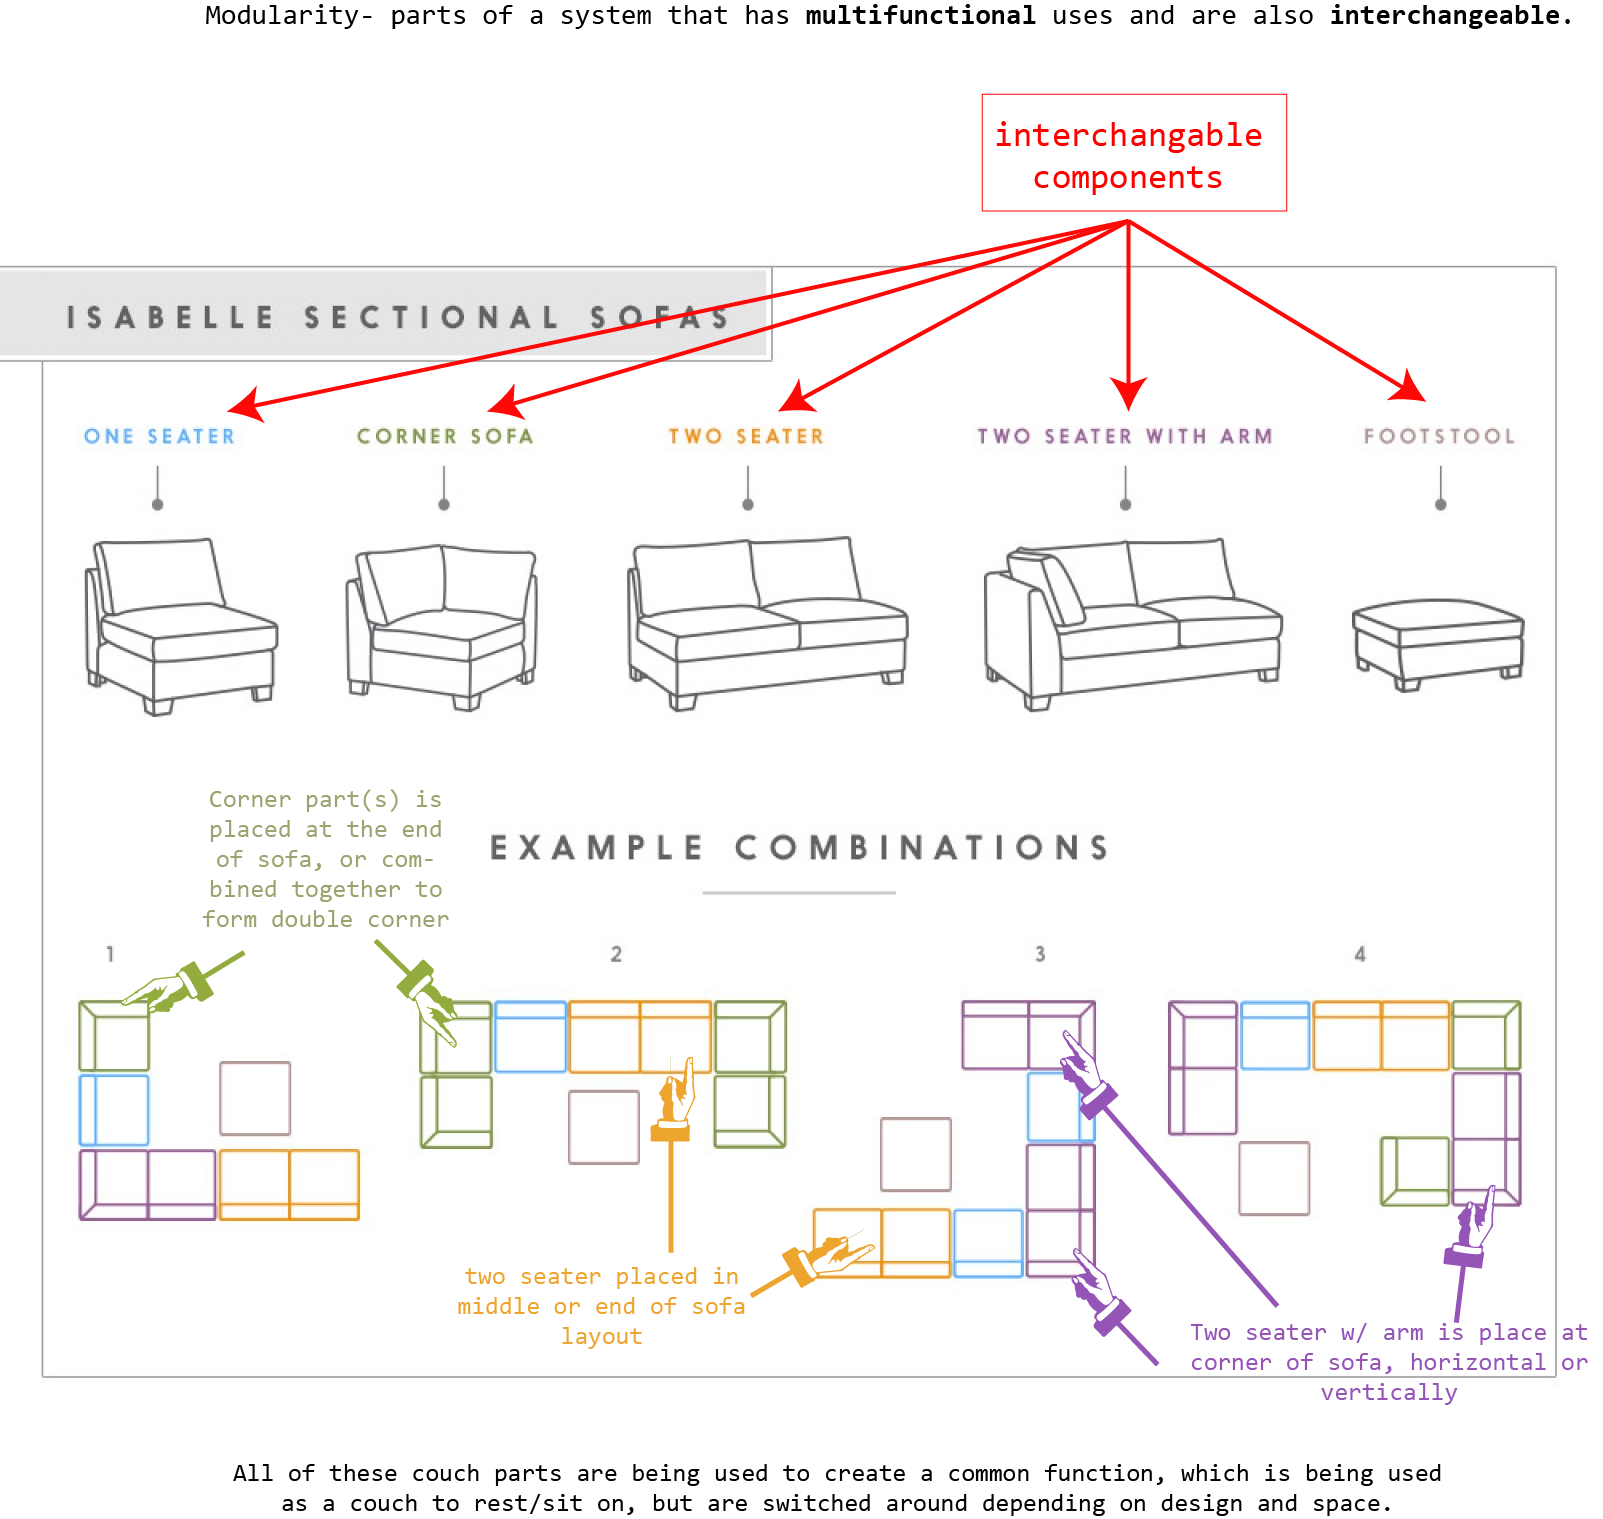 Modularity- parts of a system that has multifunctional uses and are also interchangeable.
interchangable
components
ISABELLE SECTIONAL SOFAS
ONE SEATER
CORNER SOFA
TWO SEATER
TWO SEATER WITH ARM
FOOTSTOOL
Corner part(s) is
placed at the end
of sofa, or com-
bined together to
form double corner
EXAMPLE COMBINATIONS
1
2
3
4
two seater placed in
middle or end of sofa
layout
Two seater w/ arm is place at
corner of sofa, horizontal or
vertically
All of these couch parts are being used to create a common function, which is being used
as a couch to rest/sit on, but are switched around depending on design and space.